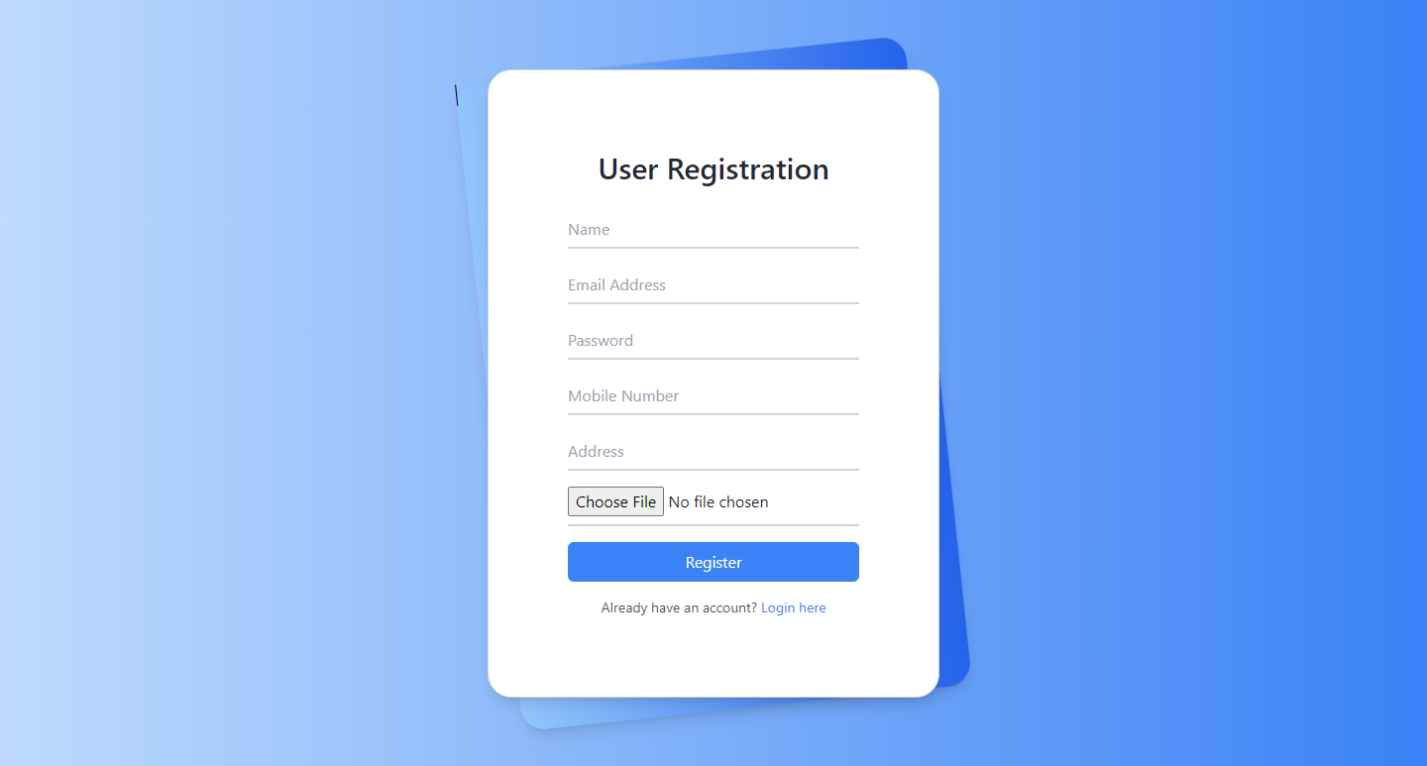 User Registration
Name
Email Address
Password
Mobile Number
Address
Choose File No file chosen
Register
Already have an account? Login here